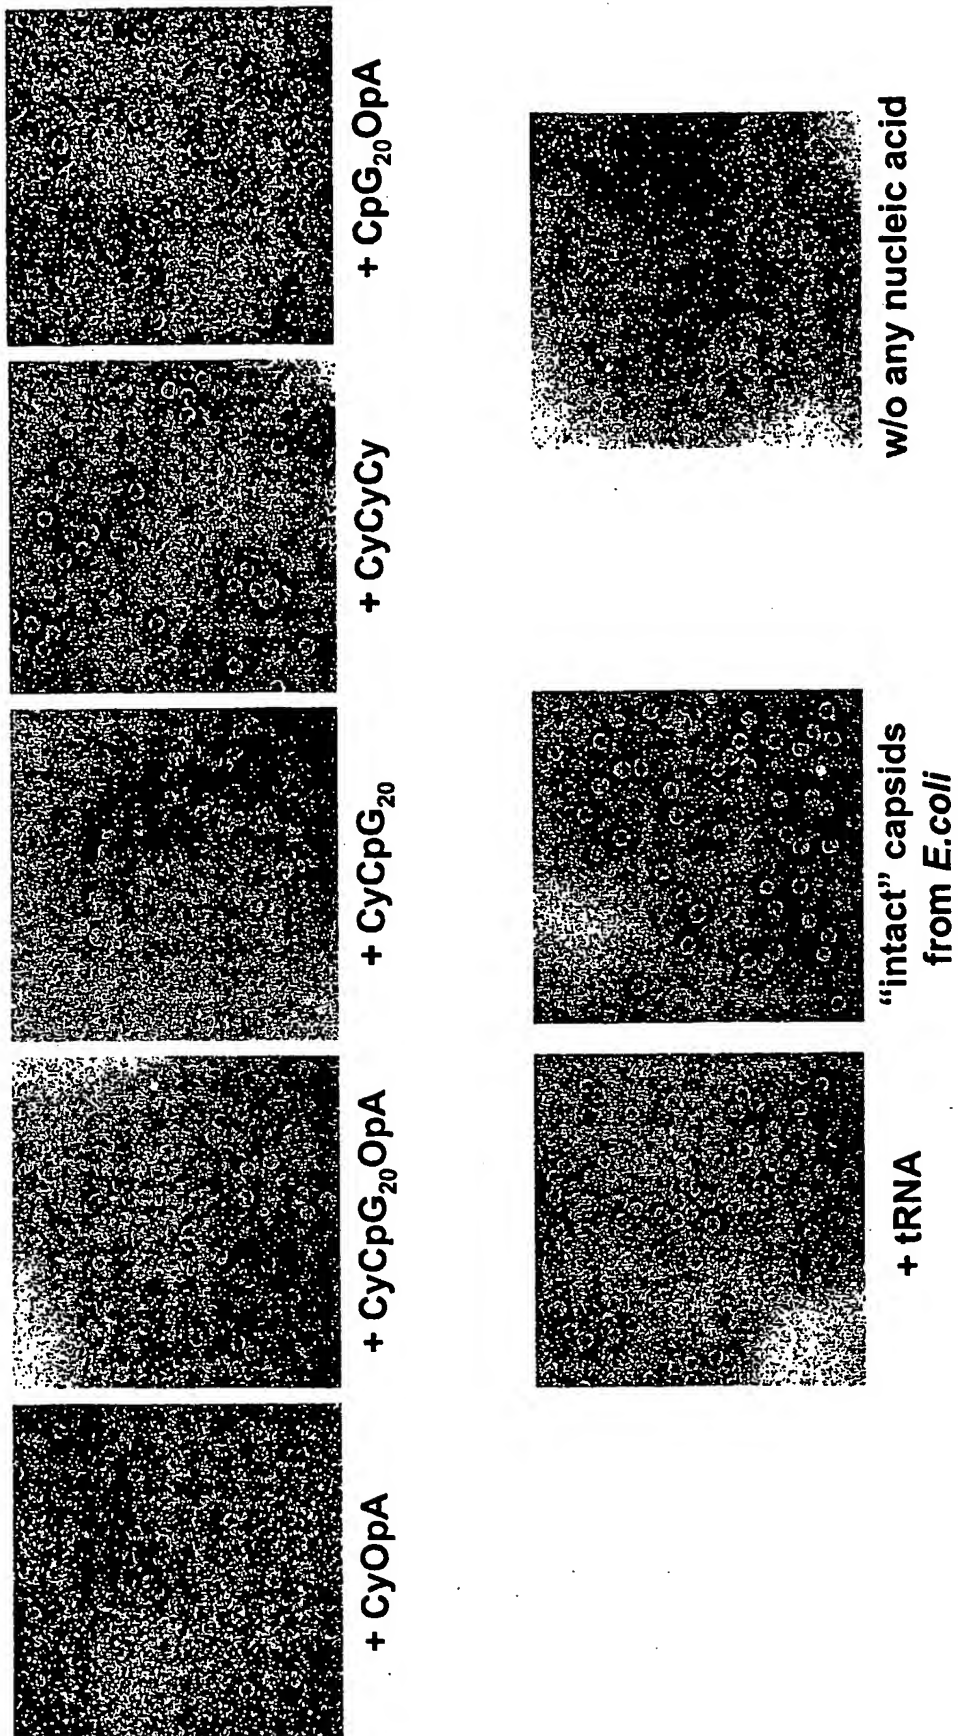 + CyOpA
+ CyCpG₂₀OpA
+ CyCpG₂₀
+ CyCyCy
+ CpG₂₀OpA
+ tRNA
“intact” capsids
from E.coli
w/o any nucleic acid